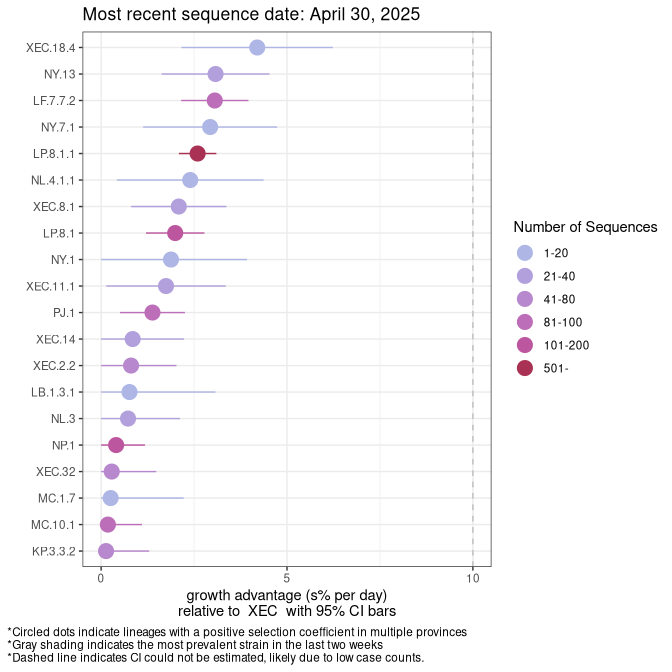 Most recent sequence date: April 30, 2025
XEC.18.4
NY.13
LF.7.7.2
NY.7.1
LP.8.1.1
NL.4.1.1
XEC.8.1
LP.8.1
NY.1
XEC.11.1
PJ.1
XEC.14
XEC.2.2
LB.1.3.1
NL.3
NP.1
XEC.32
MC.1.7
MC.10.1
KP.3.3.2
0 5 10
growth advantage (s% per day)
relative to XEC with 95% CI bars
Number of Sequences
1-20
21-40
41-80
81-100
101-200
501-
*Circled dots indicate lineages with a positive selection coefficient in multiple provinces
*Gray shading indicates the most prevalent strain in the last two weeks
*Dashed line indicates CI could not be estimated, likely due to low case counts.